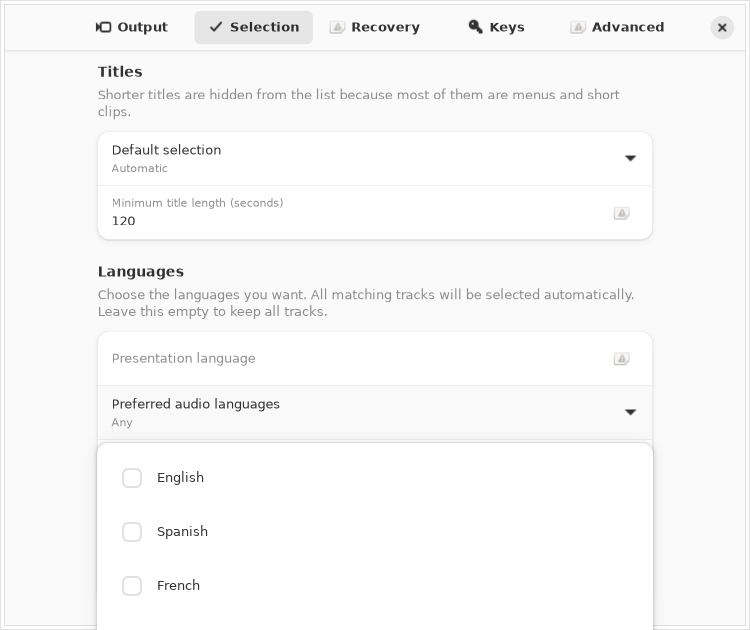 Output
Selection
Recovery
Keys
Advanced
Titles
Shorter titles are hidden from the list because most of them are menus and short
clips.
Default selection
Automatic
Minimum title length (seconds)
120
Languages
Choose the languages you want. All matching tracks will be selected automatically.
Leave this empty to keep all tracks.
Presentation language
Preferred audio languages
Any
English
Spanish
French